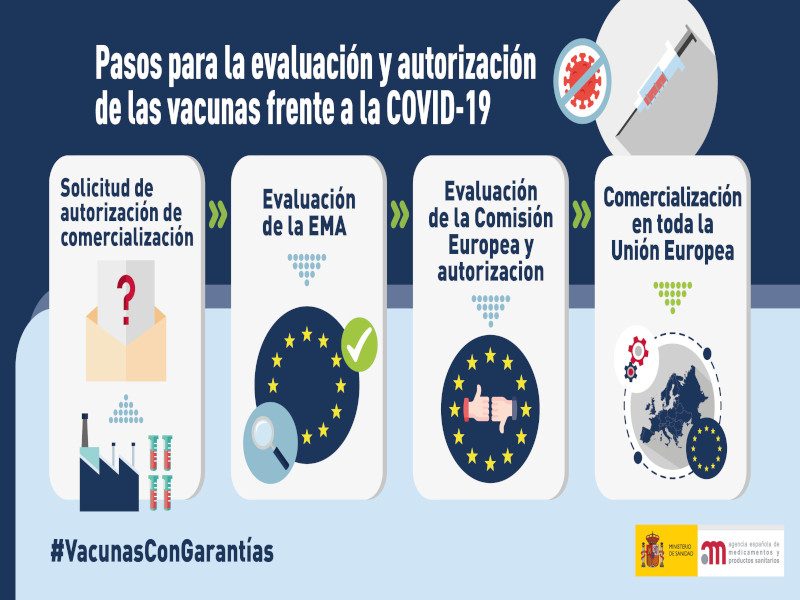 Pasos para la evaluación y autorización
de las vacunas frente a la COVID-19
Solicitud de
autorización de
comercialización
?
Evaluación
de la EMA
Evaluación
de la Comisión
Europea y
autorizacion
Comercialización
en toda la
Unión Europea
#VacunasConGarantías
MINISTERIO
DE SANIDAD
am
agencia española de
medicamentos y
productos sanitarios